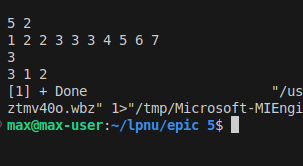 5 2
1 2 2 3 3 3 4 5 6 7
3
3 1 2
[1] + Done "/us
ztmv40o.wbz" 1>"/tmp/Microsoft-MIEngi
max@max-user:~/lpnu/epic 5$